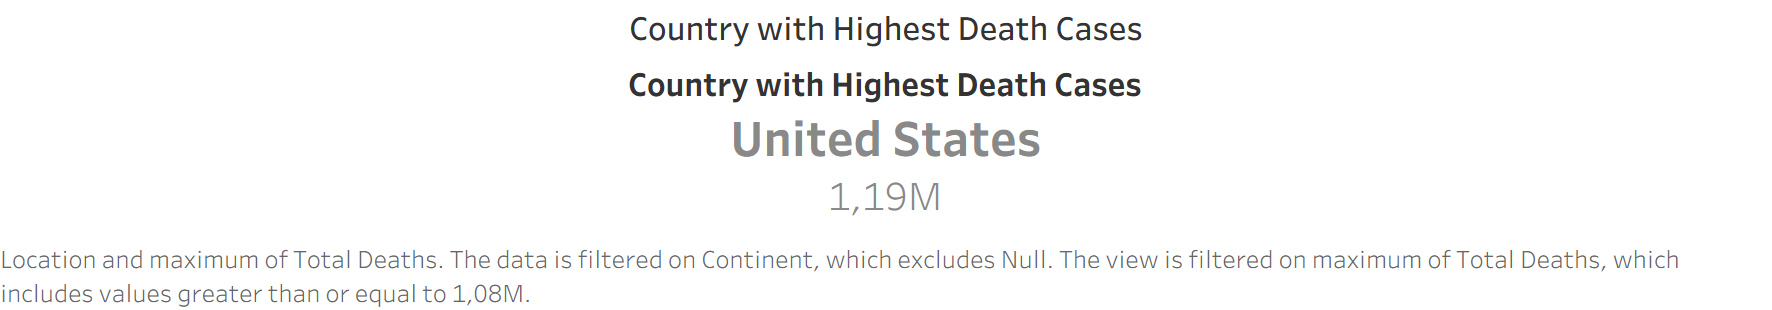 Country with Highest Death Cases
Country with Highest Death Cases
United States
1,19M
Location and maximum of Total Deaths. The data is filtered on Continent, which excludes Null. The view is filtered on maximum of Total Deaths, which
includes values greater than or equal to 1,08M.